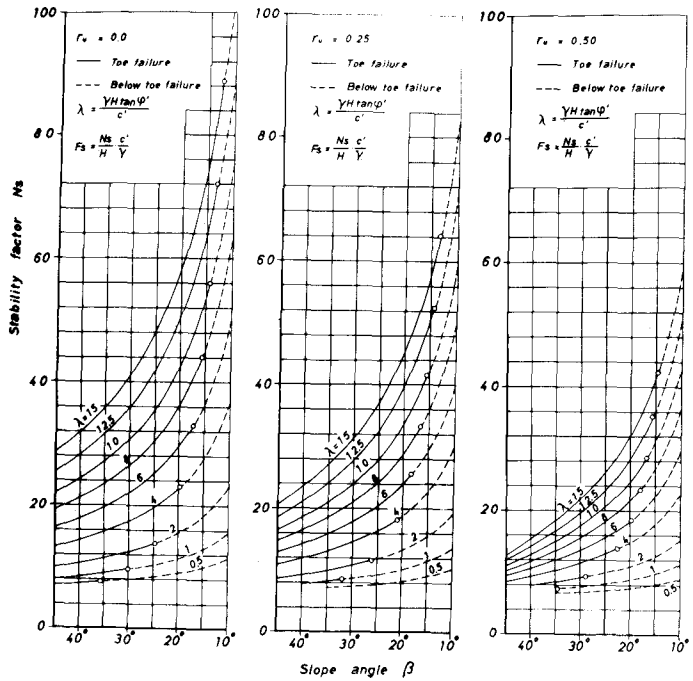 100
80
60
40
20
0
Stability factor Ns
r_u = 0.0
Toe failure
Below toe failure
λ = γH tanφ' / c'
Fs = Ns/H · c'/γ
λ=15
12.5
10
8
6
4
2
1
0.5
40° 30° 20° 10°
100
80
60
40
20
0
r_u = 0.25
Toe failure
Below toe failure
λ = γH tanφ' / c'
Fs = Ns/H · c'/γ
λ=15
12.5
10
8
6
4
2
1
0.5
40° 30° 20° 10°
100
80
60
40
20
0
r_u = 0.50
Toe failure
Below toe failure
λ = γH tanφ' / c'
Fs = Ns/H · c'/γ
λ=15
12.5
10
8
6
4
2
1
0.5
40° 30° 20° 10°
Slope angle β